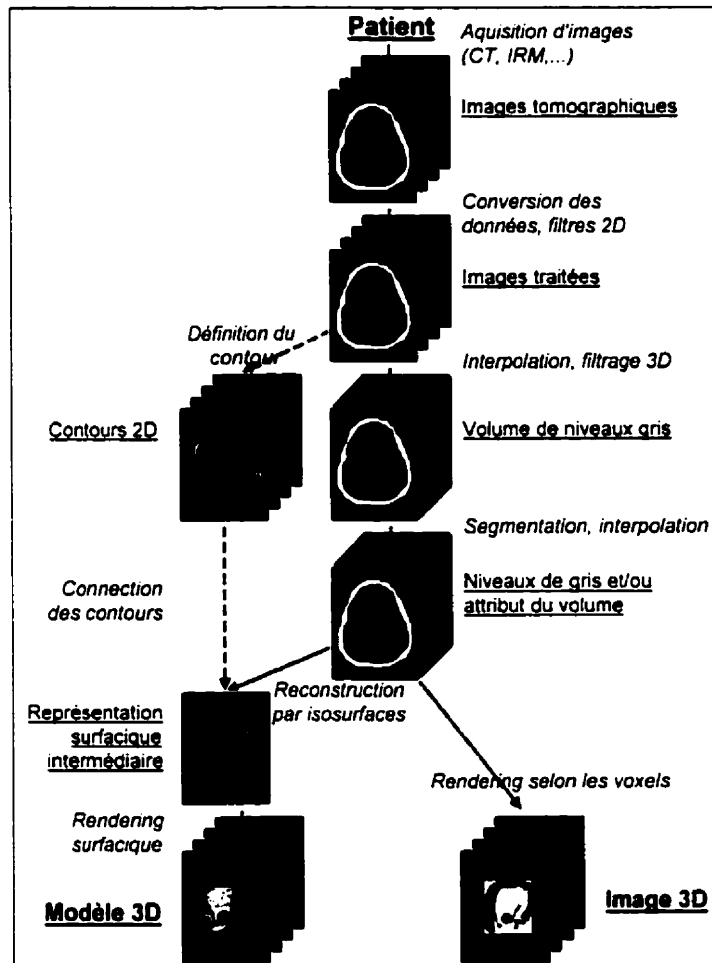 Patient
Aquisition d'images
(CT, IRM,...)
Images tomographiques
Conversion des
données, filtres 2D
Images traitées
Définition du
contour
Interpolation, filtrage 3D
Contours 2D
Volume de niveaux gris
Segmentation, interpolation
Connection
des contours
Niveaux de gris et/ou
attribut du volume
Reconstruction
par isosurfaces
Représentation
surfacique
intermédiaire
Rendering selon les voxels
Rendering
surfacique
Modèle 3D
Image 3D